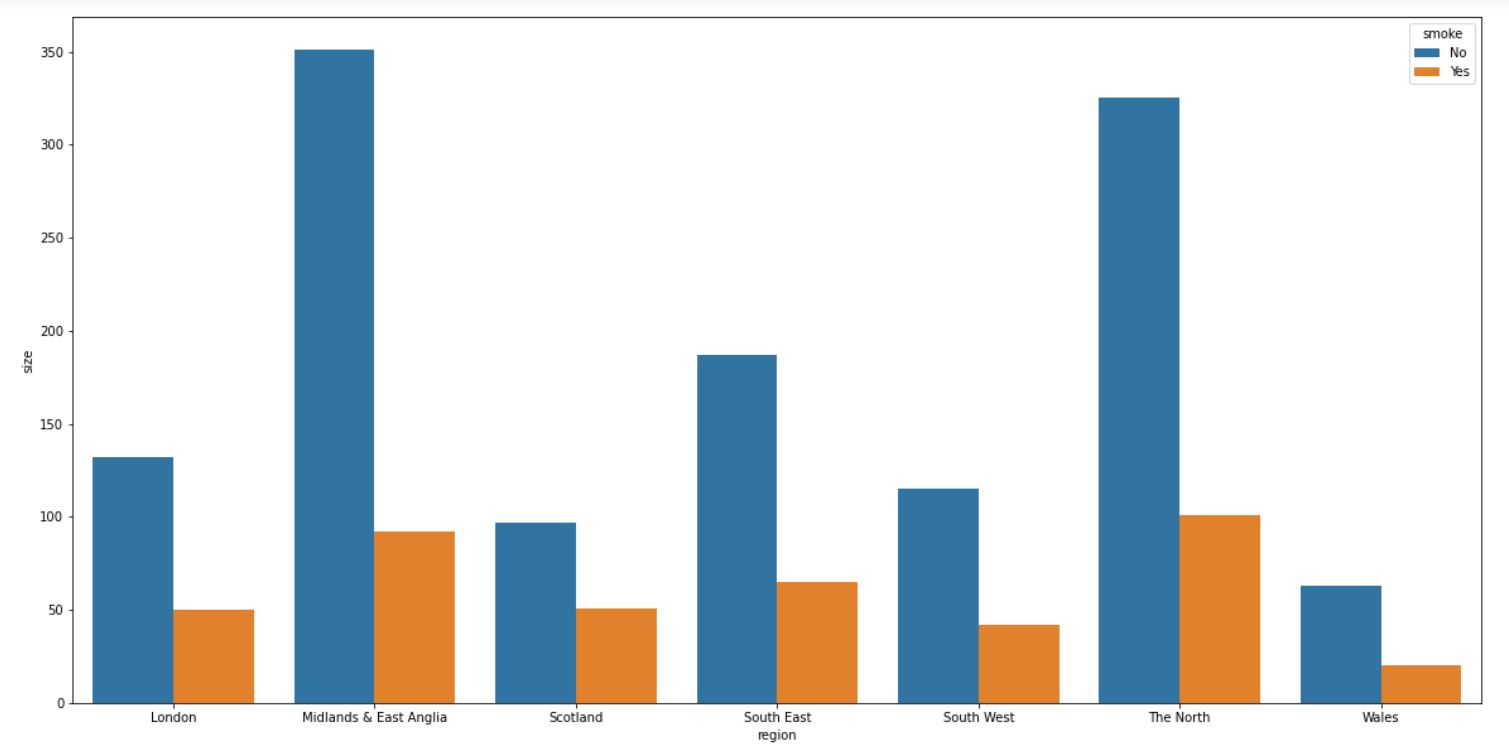 smoke
No
Yes
350
300
250
200
150
100
50
0
size
London Midlands & East Anglia Scotland South East South West The North Wales
region